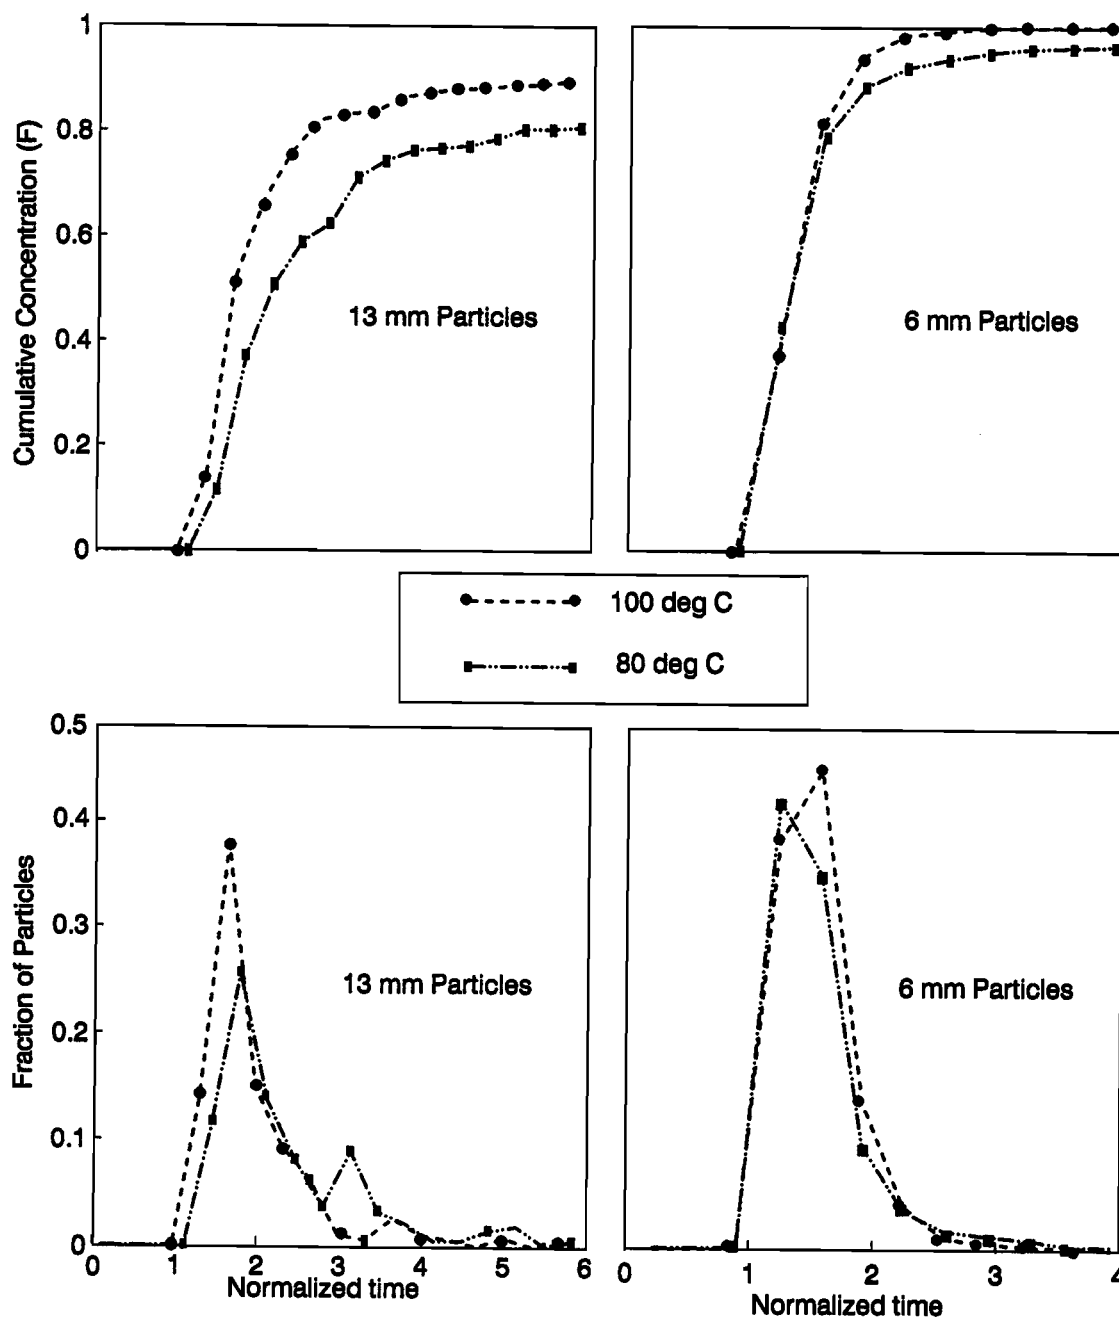 1
0.8
0.6
0.4
0.2
0
Cumulative Concentration (F)
13 mm Particles
6 mm Particles
100 deg C
80 deg C
0.5
0.4
0.3
0.2
0.1
0
Fraction of Particles
13 mm Particles
6 mm Particles
0 1 2 3 4 5 6
Normalized time
0 1 2 3 4
Normalized time